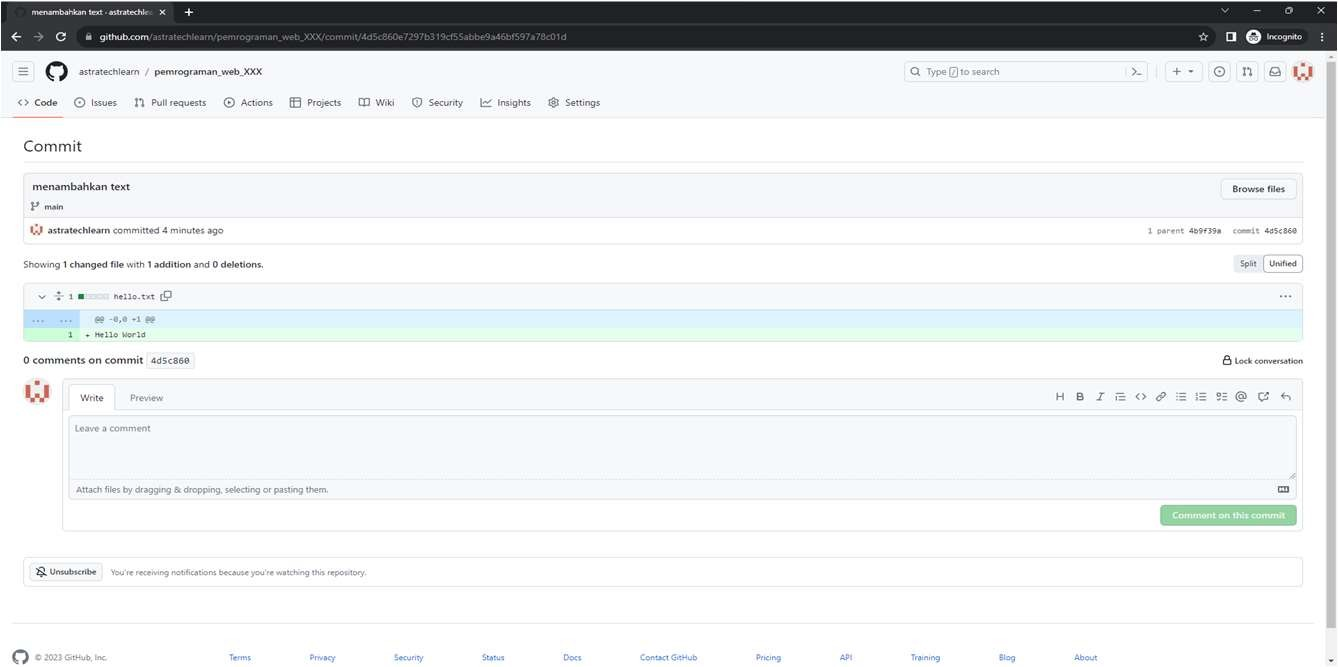 menambahkan text · astratechlea
github.com/astratechlearn/pemrograman_web_XXX/commit/4d5c860e7297b319cf55abbe9a46bf597a78c01d
Incognito
astratechlearn / pemrograman_web_XXX
Type / to search
Code Issues Pull requests Actions Projects Wiki Security Insights Settings
Commit
menambahkan text
Browse files
main
astratechlearn committed 4 minutes ago
1 parent 4b9f39a commit 4d5c860
Showing 1 changed file with 1 addition and 0 deletions.
Split Unified
1 hello.txt
... ... @@ -0,0 +1 @@
1 + Hello World
0 comments on commit 4d5c860
Lock conversation
Write Preview
Leave a comment
Attach files by dragging & dropping, selecting or pasting them.
Comment on this commit
Unsubscribe You're receiving notifications because you're watching this repository.
© 2023 GitHub, Inc. Terms Privacy Security Status Docs Contact GitHub Pricing API Training Blog About